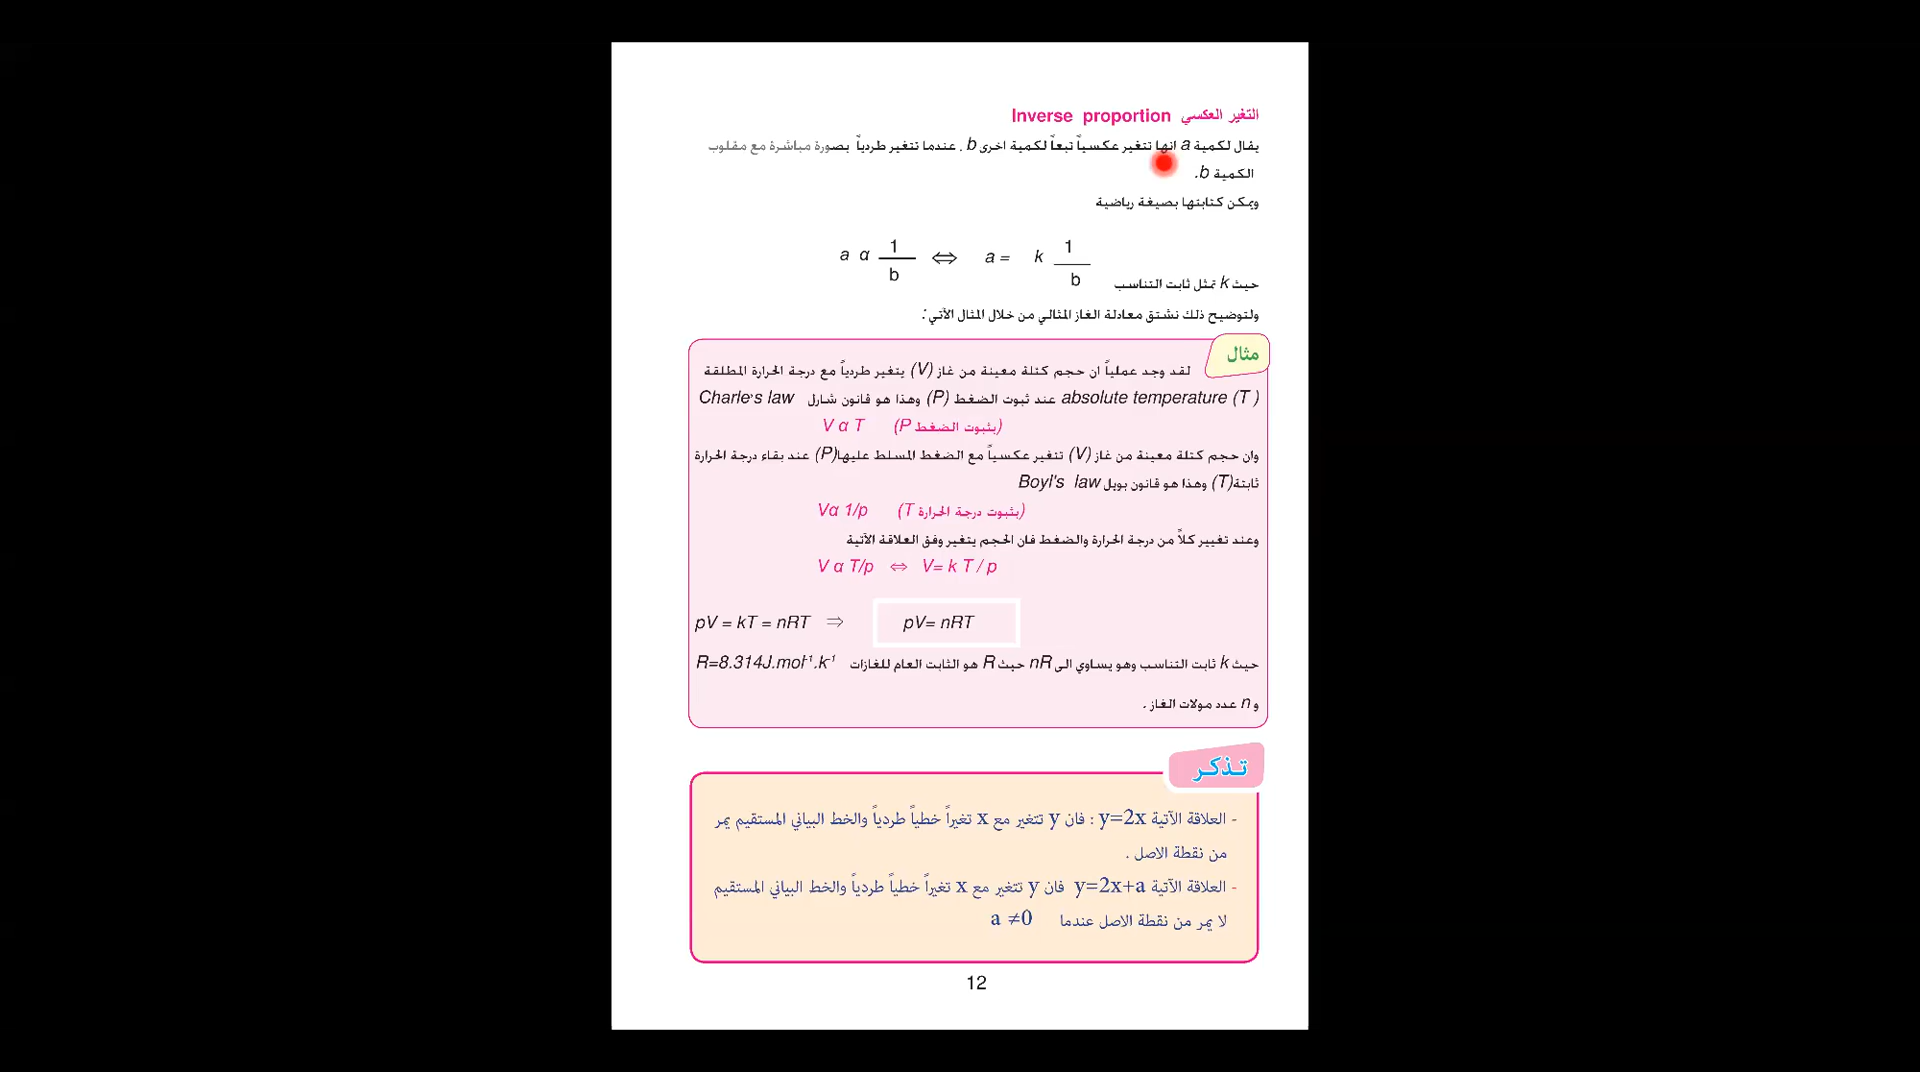 التغير العكسي Inverse proportion
يقال لكمية a انها تتغير عكسياً تبعاً لكمية اخرى b . عندما تتغير طردياً بصورة مباشرة مع مقلوب
الكمية b.
ويمكن كتابتها بصيغة رياضية
a α 1/b ⇔ a = k 1/b
حيث k تمثل ثابت التناسب
ولتوضيح ذلك نشتق معادلة الغاز المثالي من خلال المثال الآتي :
مثال
لقد وجد عملياً ان حجم كتلة معينة من غاز (V) يتغير طردياً مع درجة الحرارة المطلقة
absolute temperature (T ) عند ثبوت الضغط (P) وهذا هو قانون شارل Charle's law
V α T (بثبوت الضغط P)
وان حجم كتلة معينة من غاز (V) تتغير عكسياً مع الضغط المسلط عليها(P) عند بقاء درجة الحرارة
ثابتة(T) وهذا هو قانون بويل Boyl's law
Vα 1/p (بثبوت درجة الحرارة T)
وعند تغيير كلاً من درجة الحرارة والضغط فان الحجم يتغير وفق العلاقة الآتية
V α T/p ⇔ V= k T / p
pV = kT = nRT ⇒ pV= nRT
حيث k ثابت التناسب وهو يساوي الى nR حيث R هو الثابت العام للغازات R=8.314J.mol⁻¹.k⁻¹
و n عدد مولات الغاز .
تـذكـر
- العلاقة الآتية y=2x : فان y تتغير مع x تغيراً خطياً طردياً والخط البياني المستقيم يمر
من نقطة الاصل .
- العلاقة الآتية y=2x+a فان y تتغير مع x تغيراً خطياً طردياً والخط البياني المستقيم
لا يمر من نقطة الاصل عندما a ≠0
12